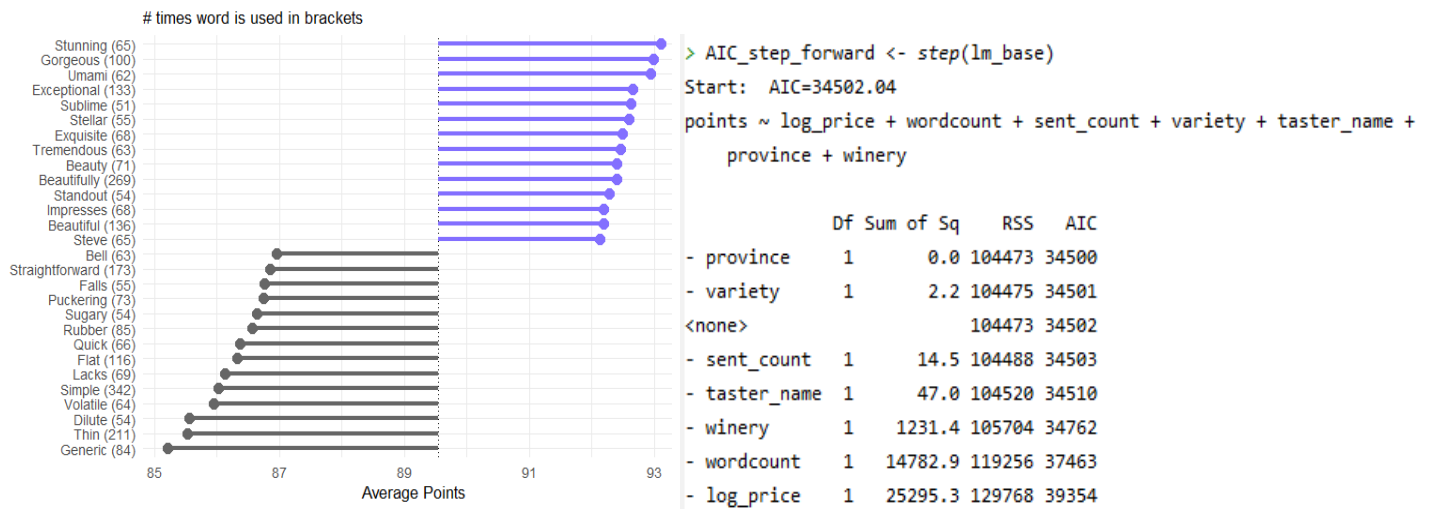 # times word is used in brackets
Stunning (65)
Gorgeous (100)
Umami (62)
Exceptional (133)
Sublime (51)
Stellar (55)
Exquisite (68)
Tremendous (63)
Beauty (71)
Beautifully (269)
Standout (54)
Impresses (68)
Beautiful (136)
Steve (65)
Bell (63)
Straightforward (173)
Falls (55)
Puckering (73)
Sugary (54)
Rubber (85)
Quick (66)
Flat (116)
Lacks (69)
Simple (342)
Volatile (64)
Dilute (54)
Thin (211)
Generic (84)
85 87 89 91 93
Average Points
> AIC_step_forward <- step(lm_base)
Start:  AIC=34502.04
points ~ log_price + wordcount + sent_count + variety + taster_name +
    province + winery
Df Sum of Sq    RSS   AIC
- province     1       0.0 104473 34500
- variety      1       2.2 104475 34501
<none>                     104473 34502
- sent_count   1      14.5 104488 34503
- taster_name  1      47.0 104520 34510
- winery       1    1231.4 105704 34762
- wordcount    1   14782.9 119256 37463
- log_price    1   25295.3 129768 39354